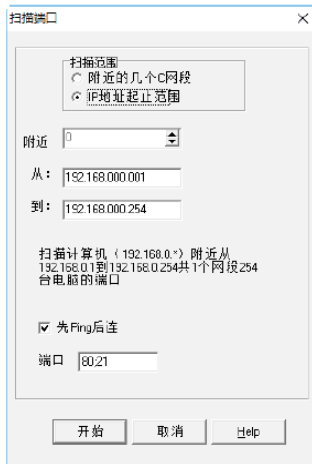 扫描端口
扫描范围
附近的几个C网段
IP地址起止范围
附近 0
从: 192.168.000.001
到: 192.168.000.254
扫描计算机(192.168.0.*)附近从
192.168.0.1到192.168.0.254共1个网段254
台电脑的端口
先Ping后连
端口 80;21
开始 取消 Help